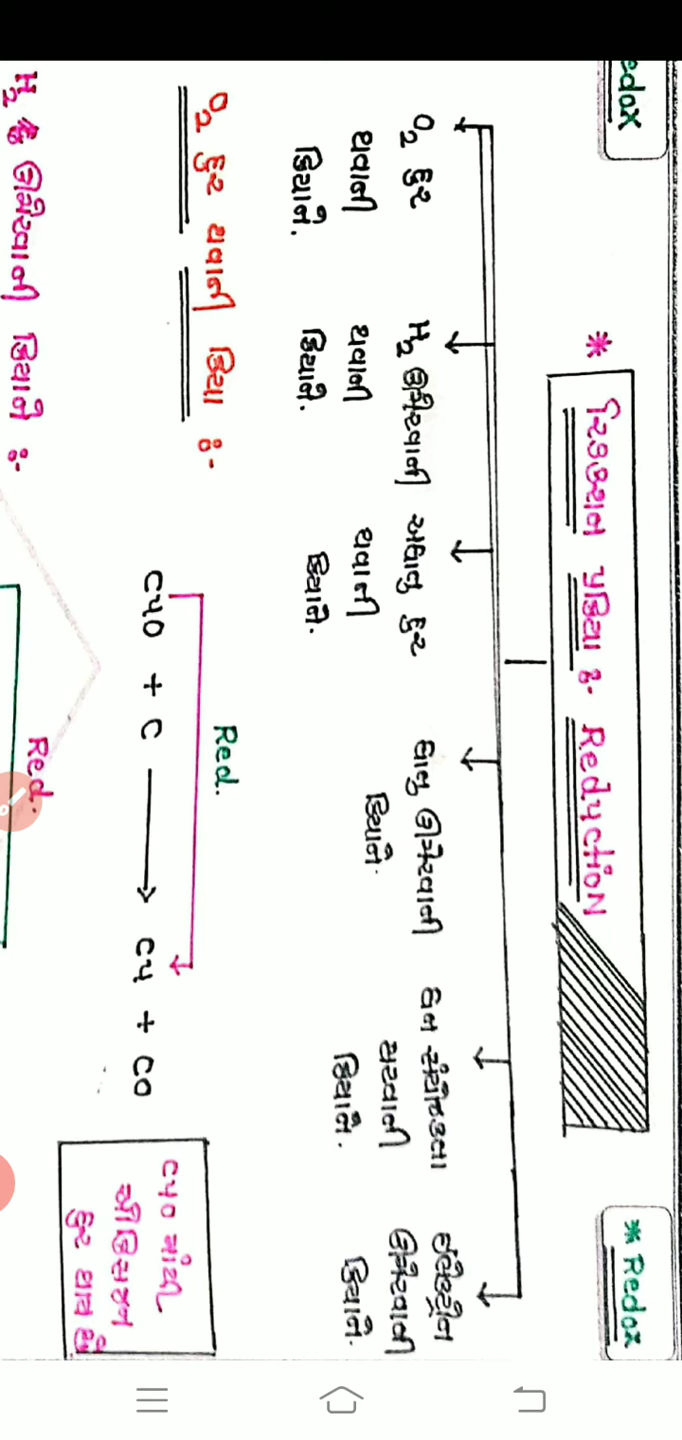 edox
* રિડક્શન પ્રક્રિયા :- Reduction
* Redox
O₂ દુર
થવાની
ક્રિયાને.
H₂ ઉમેરવાની
થવાની
ક્રિયાને.
અધાતુ દુર
થવાની
ક્રિયાને.
ધાતુ ઉમેરવાની
ક્રિયાને.
ધન સંયોજકતા
ઘટવાની
ક્રિયાને.
ઇલેક્ટ્રોન
ઉમેરવાની
ક્રિયાને.
O₂ દુર થવાની ક્રિયા :-
Red.
CuO + C ⟶ Cu + CO
CuO માંથી
ઓક્સિજન
દુર થાય છે
H₂ ઉમેરવાની ક્રિયાને :-
Red.